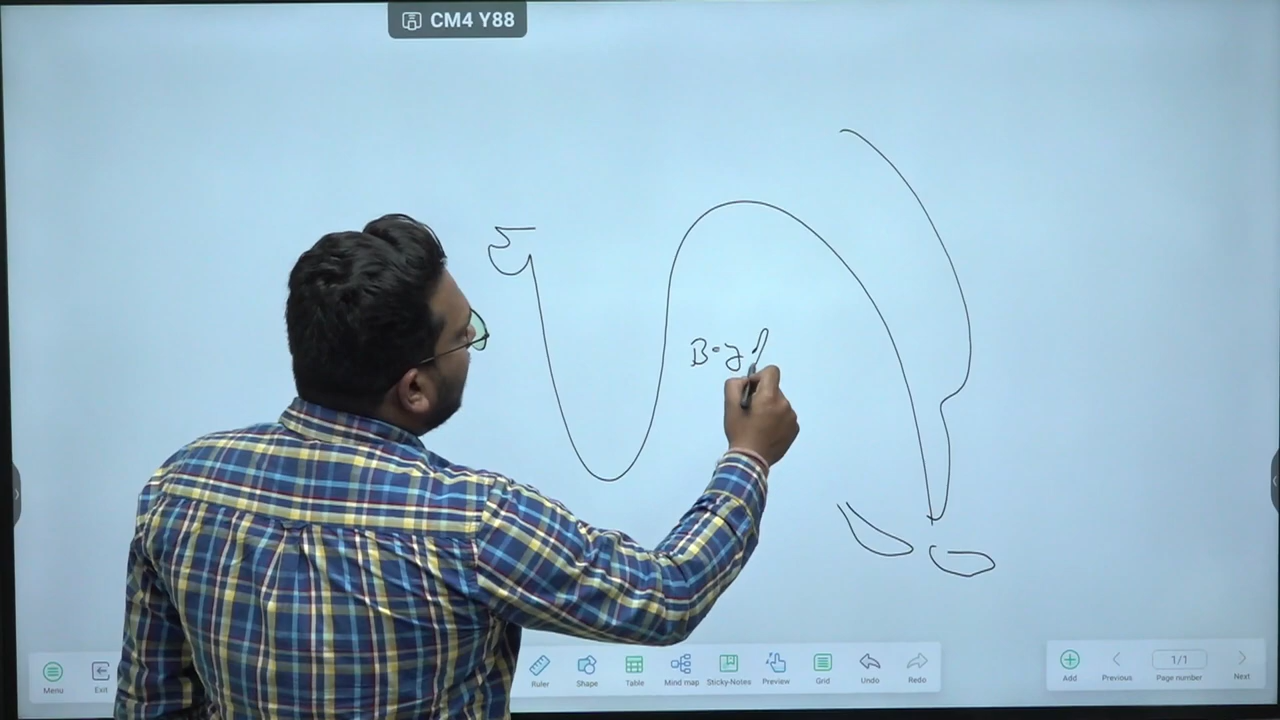 CM4 Y88
B.y
Menu
Exit
Ruler
Shape
Table
Mind map
Sticky-Notes
Preview
Grid
Undo
Redo
Add
Previous
1/1
Page number
Next